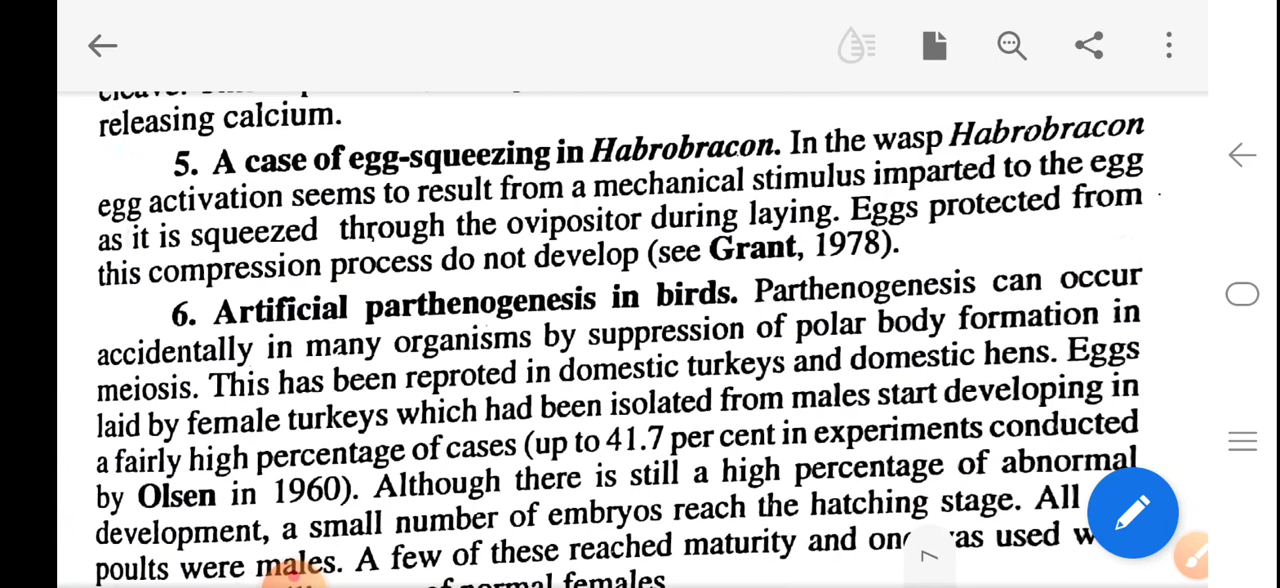 releasing calcium.
5. A case of egg-squeezing in Habrobracon. In the wasp Habrobracon
egg activation seems to result from a mechanical stimulus imparted to the egg
as it is squeezed through the ovipositor during laying. Eggs protected from
this compression process do not develop (see Grant, 1978).
6. Artificial parthenogenesis in birds. Parthenogenesis can occur
accidentally in many organisms by suppression of polar body formation in
meiosis. This has been reproted in domestic turkeys and domestic hens. Eggs
laid by female turkeys which had been isolated from males start developing in
a fairly high percentage of cases (up to 41.7 per cent in experiments conducted
by Olsen in 1960). Although there is still a high percentage of abnormal
development, a small number of embryos reach the hatching stage. All
poults were males. A few of these reached maturity and used
normal females